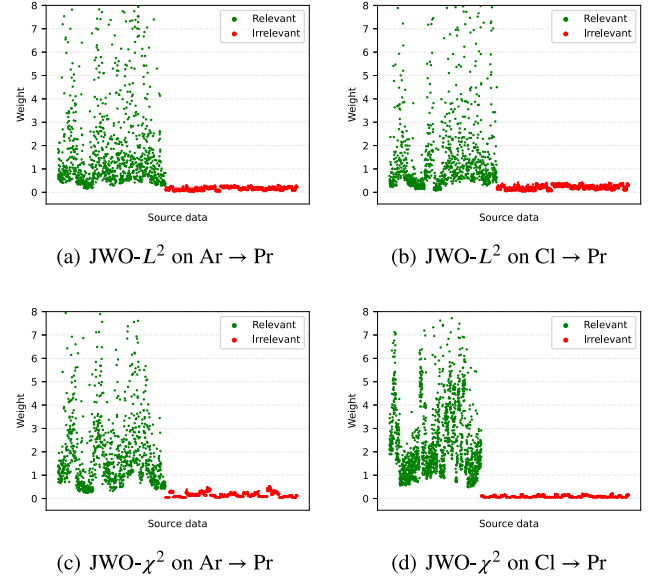 8
7
6
5
4
3
2
1
0
Weight
Relevant
Irrelevant
Source data
(a) JWO-L² on Ar → Pr
8
7
6
5
4
3
2
1
0
Weight
Relevant
Irrelevant
Source data
(b) JWO-L² on Cl → Pr
8
7
6
5
4
3
2
1
0
Weight
Relevant
Irrelevant
Source data
(c) JWO-χ² on Ar → Pr
8
7
6
5
4
3
2
1
0
Weight
Relevant
Irrelevant
Source data
(d) JWO-χ² on Cl → Pr